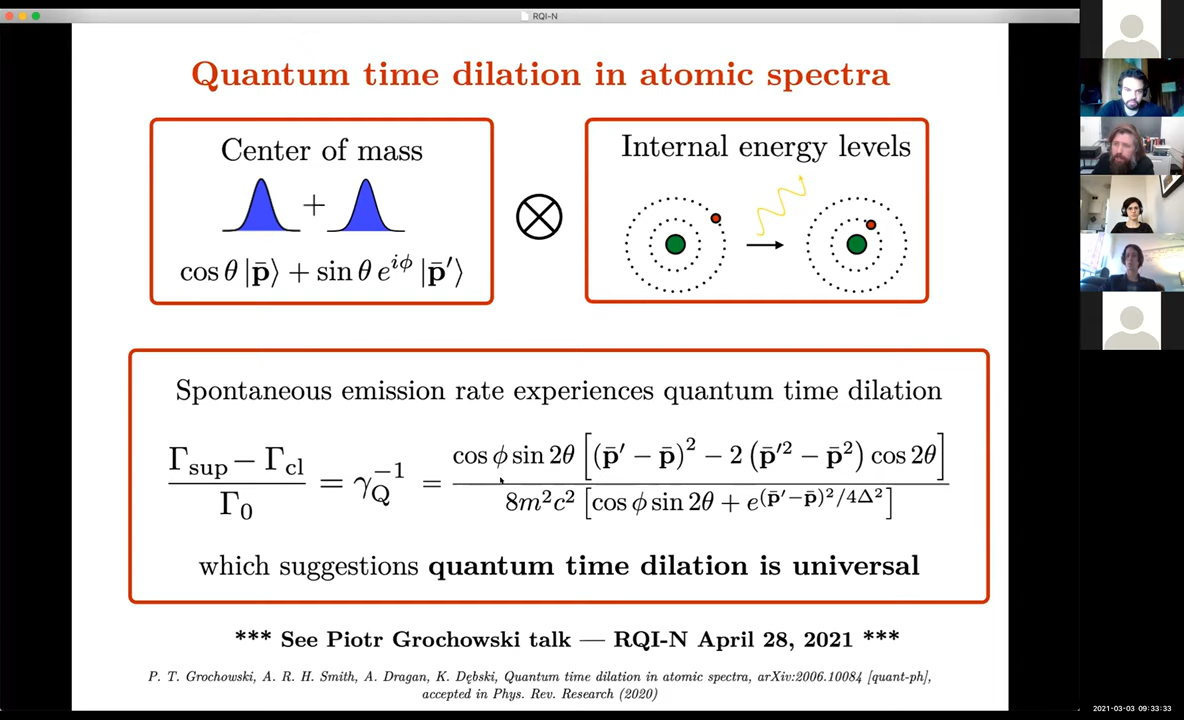 RQI-N
Quantum time dilation in atomic spectra
Center of mass
+
cos θ |p̄⟩ + sin θ e^{iϕ} |p̄′⟩
⊗
Internal energy levels
Spontaneous emission rate experiences quantum time dilation
(Γ_sup − Γ_cl) / Γ_0 = γ_Q^{−1} = cos ϕ sin 2θ [(p̄′ − p̄)² − 2 (p̄′² − p̄²) cos 2θ] / 8m²c² [cos ϕ sin 2θ + e^{(p̄′−p̄)²/4Δ²}]
which suggestions quantum time dilation is universal
*** See Piotr Grochowski talk — RQI-N April 28, 2021 ***
P. T. Grochowski, A. R. H. Smith, A. Dragan, K. Dębski, Quantum time dilation in atomic spectra, arXiv:2006.10084 [quant-ph],
accepted in Phys. Rev. Research (2020)
2021-03-03 09:33:33